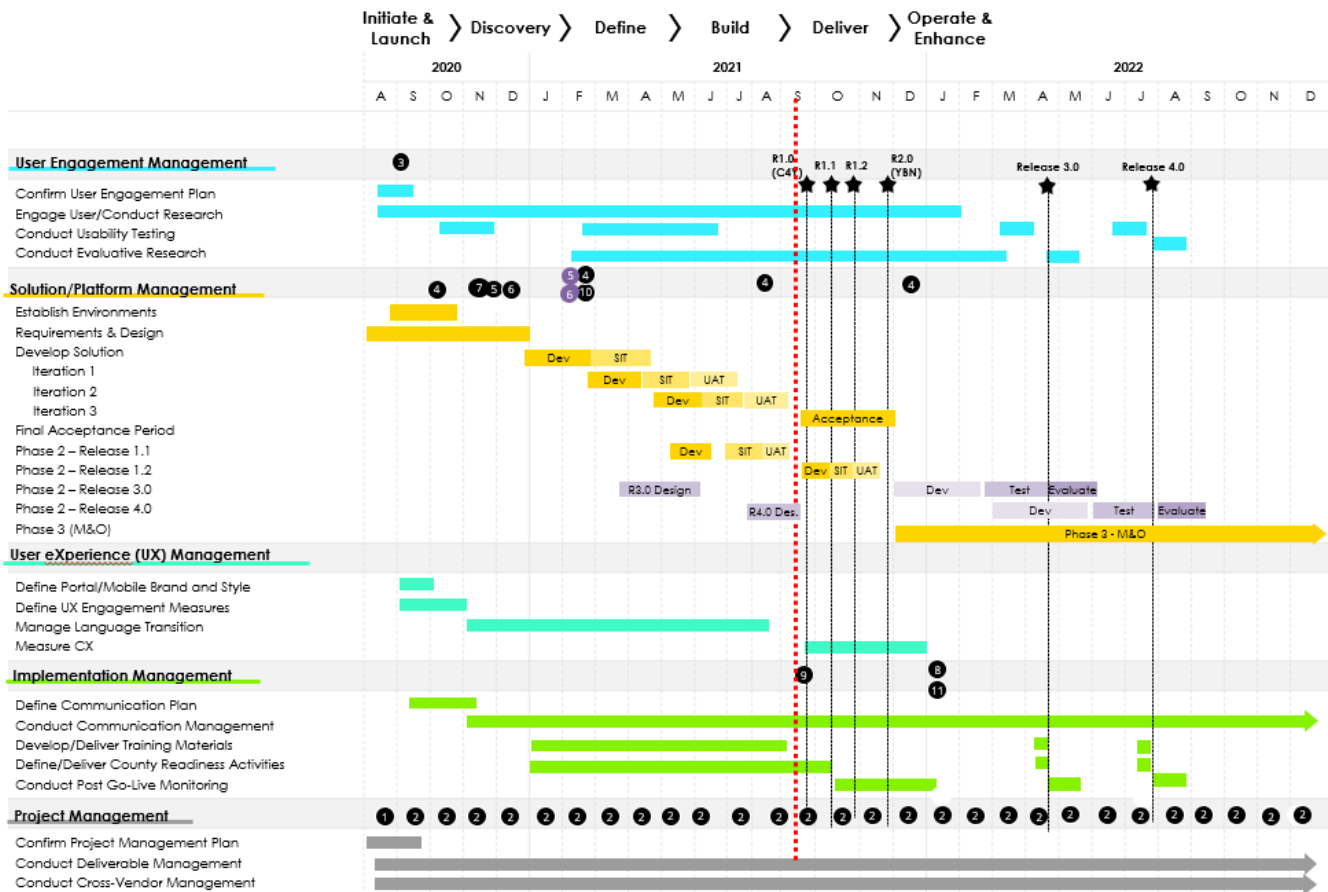 Initiate & Launch > Discovery > Define > Build > Deliver > Operate & Enhance
2020 2021 2022
A S O N D J F M A M J J A S O N D J F M A M J J A S O N D
User Engagement Management 3
R1.0 (C4Y) R1.1 R1.2 R2.0 (YBN) Release 3.0 Release 4.0
Confirm User Engagement Plan
Engage User/Conduct Research
Conduct Usability Testing
Conduct Evaluative Research
Solution/Platform Management 4 7 5 6 5 4 6 10 4 4
Establish Environments
Requirements & Design
Develop Solution Dev SIT
Iteration 1 Dev SIT UAT
Iteration 2 Dev SIT UAT
Iteration 3 Acceptance
Final Acceptance Period
Phase 2 – Release 1.1 Dev SIT UAT
Phase 2 – Release 1.2 Dev SIT UAT
Phase 2 – Release 3.0 R3.0 Design Dev Test Evaluate
Phase 2 – Release 4.0 R4.0 Des. Dev Test Evaluate
Phase 3 (M&O) Phase 3 - M&O
User eXperience (UX) Management
Define Portal/Mobile Brand and Style
Define UX Engagement Measures
Manage Language Transition
Measure CX
Implementation Management 9 8 11
Define Communication Plan
Conduct Communication Management
Develop/Deliver Training Materials
Define/Deliver County Readiness Activities
Conduct Post Go-Live Monitoring
Project Management 1 2 2 2 2 2 2 2 2 2 2 2 2 2 2 2 2 2 2 2 2 2 2 2 2 2 2 2 2
Confirm Project Management Plan
Conduct Deliverable Management
Conduct Cross-Vendor Management